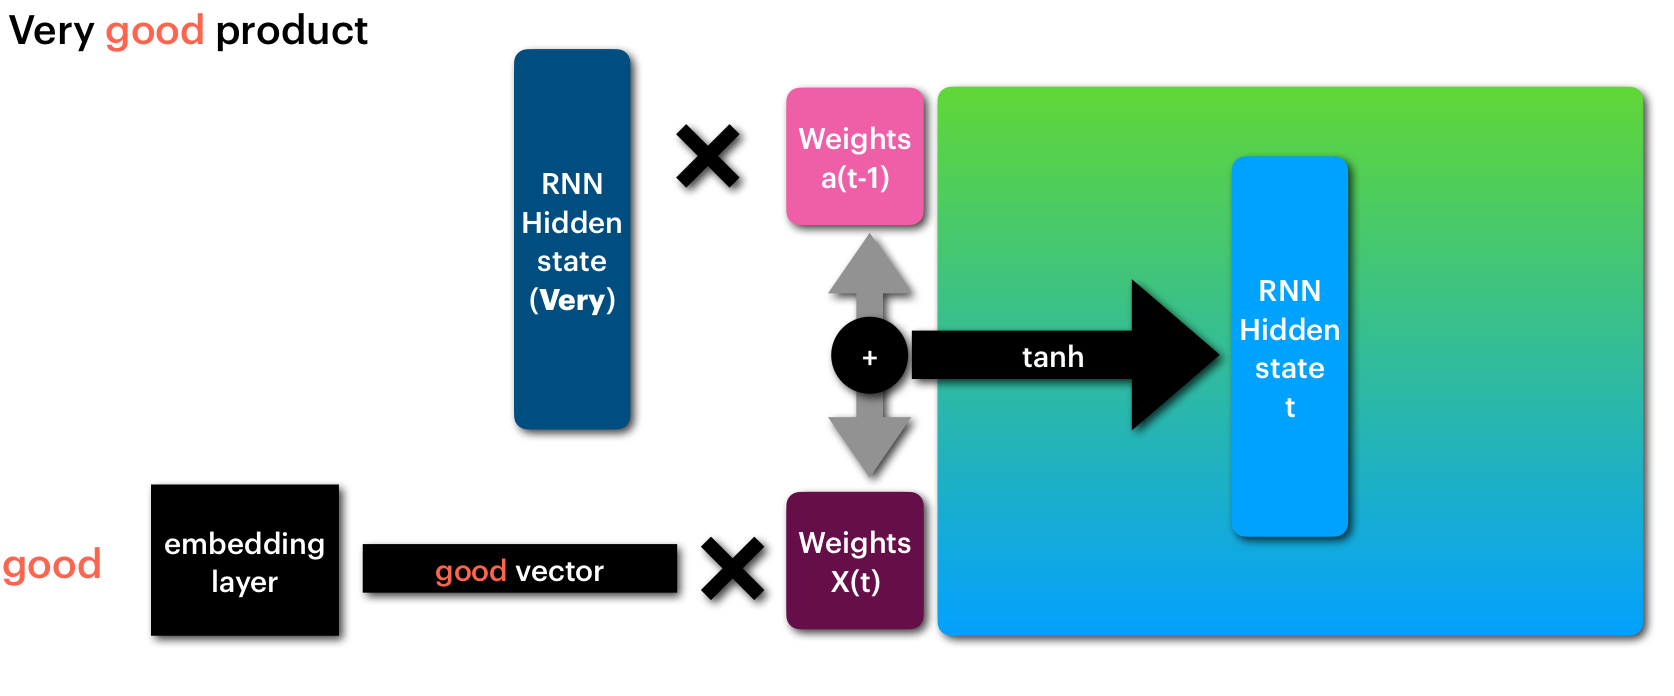 Very good product
RNN
Hidden
state
(Very)
Weights
a(t-1)
+
tanh
RNN
Hidden
state
t
good
embedding
layer
good vector
Weights
X(t)